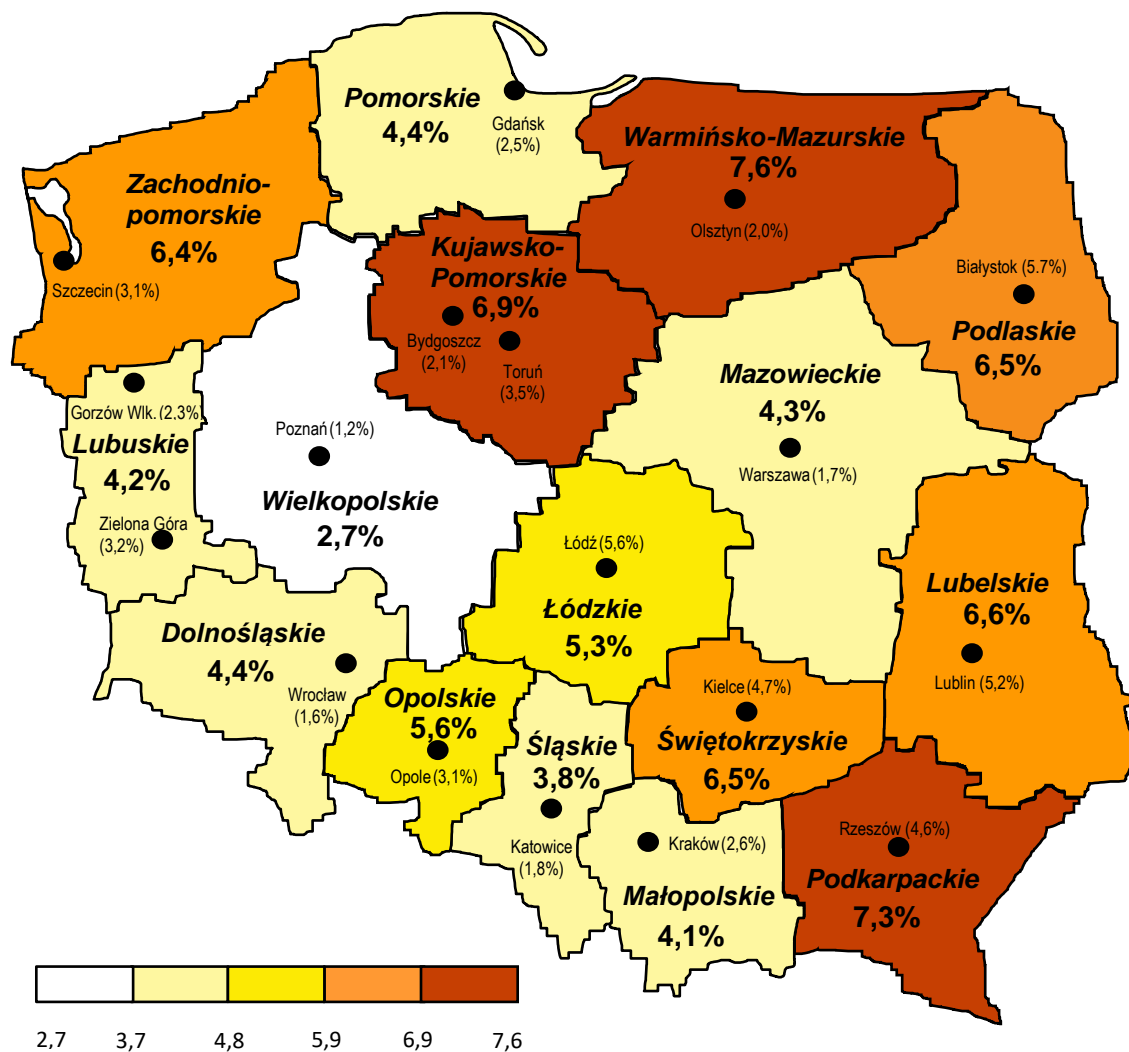 Pomorskie
4,4%
Gdańsk
(2,5%)
Warmińsko-Mazurskie
7,6%
Olsztyn (2,0%)
Zachodnio-
pomorskie
6,4%
Szczecin (3,1%)
Kujawsko-
Pomorskie
6,9%
Bydgoszcz
(2,1%)
Toruń
(3,5%)
Białystok (5.7%)
Podlaskie
6,5%
Mazowieckie
4,3%
Warszawa (1,7%)
Gorzów Wlk. (2,3%
Lubuskie
4,2%
Zielona Góra
(3,2%)
Poznań (1,2%)
Wielkopolskie
2,7%
Łódź (5,6%)
Łódzkie
5,3%
Lubelskie
6,6%
Lublin (5,2%)
Dolnośląskie
4,4%
Wrocław
(1,6%)
Opolskie
5,6%
Opole (3,1%)
Śląskie
3,8%
Katowice
(1,8%)
Kielce (4,7%)
Świętokrzyskie
6,5%
Kraków (2,6%)
Małopolskie
4,1%
Rzeszów (4,6%)
Podkarpackie
7,3%
2,7 3,7 4,8 5,9 6,9 7,6